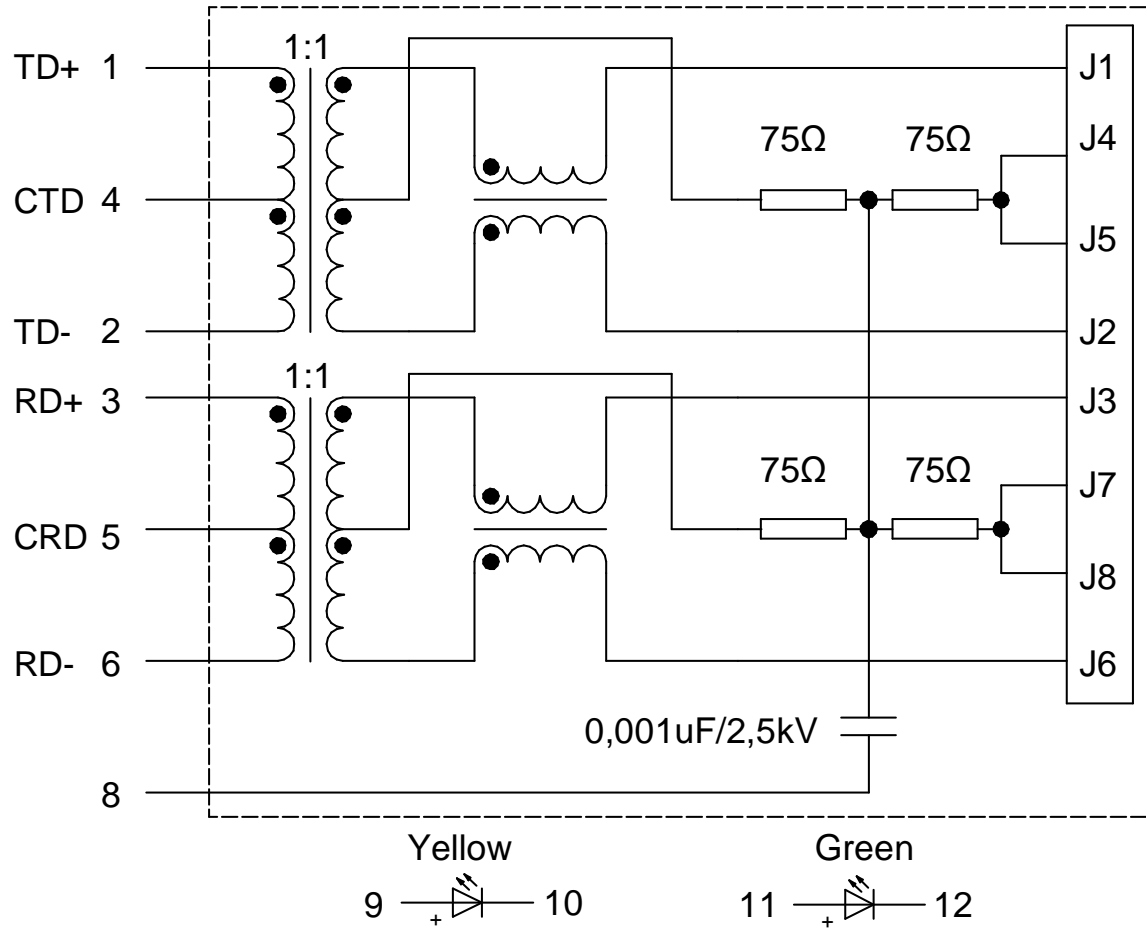 1:1
TD+ 1
J1
75Ω 75Ω
J4
CTD 4
J5
TD- 2
J2
1:1
RD+ 3
J3
75Ω 75Ω
J7
CRD 5
J8
RD- 6
J6
0,001uF/2,5kV
8
Yellow
Green
9 + 10
11 + 12